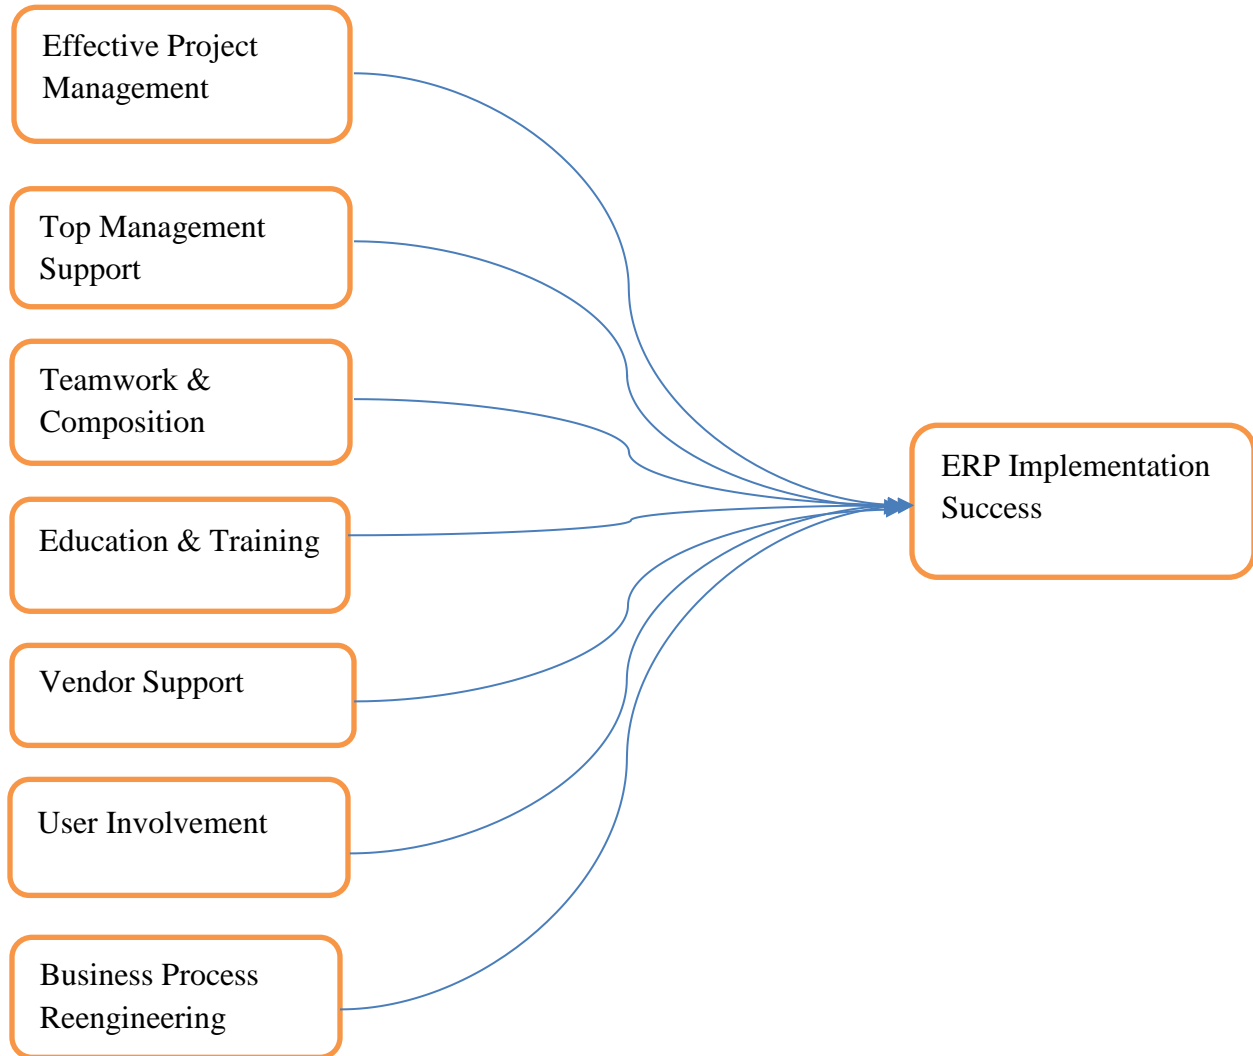 Effective Project
Management
Top Management
Support
Teamwork &
Composition
Education & Training
Vendor Support
User Involvement
Business Process
Reengineering
ERP Implementation
Success